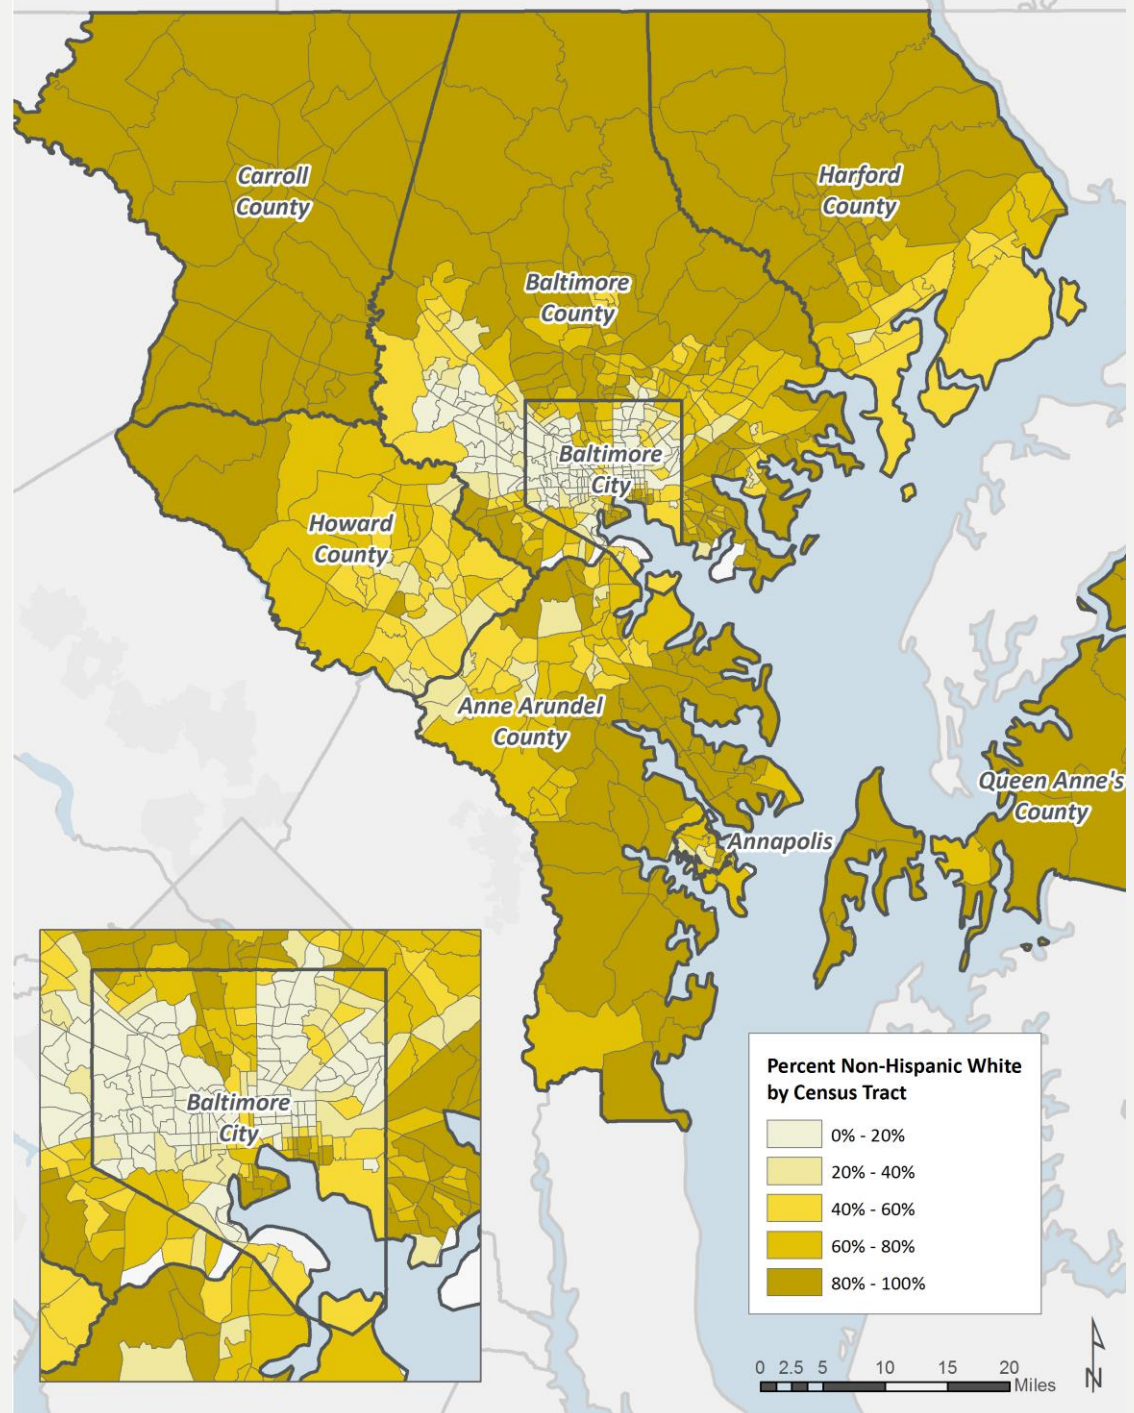 Carroll
County
Harford
County
Baltimore
County
Baltimore
City
Howard
County
Anne Arundel
County
Queen Anne's
County
Annapolis
Baltimore
City
Percent Non-Hispanic White
by Census Tract
0% - 20%
20% - 40%
40% - 60%
60% - 80%
80% - 100%
0 2.5 5 10 15 20
Miles
N